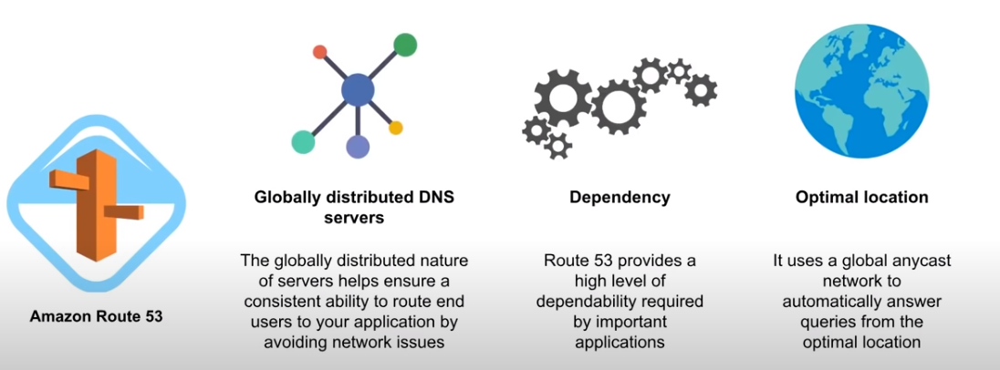 Amazon Route 53
Globally distributed DNS
servers
The globally distributed nature
of servers helps ensure a
consistent ability to route end
users to your application by
avoiding network issues
Dependency
Route 53 provides a
high level of
dependability required
by important
applications
Optimal location
It uses a global anycast
network to
automatically answer
queries from the
optimal location